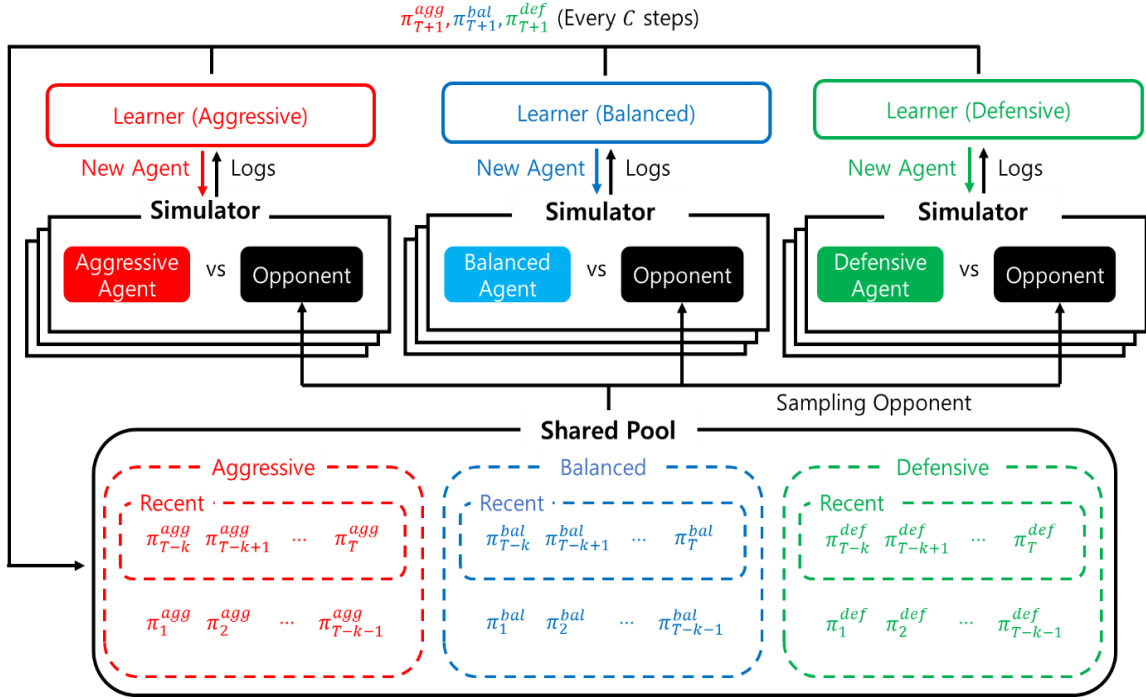 π_{T+1}^{agg}, π_{T+1}^{bal}, π_{T+1}^{def} (Every C steps)
Learner (Aggressive)
Learner (Balanced)
Learner (Defensive)
New Agent
Logs
New Agent
Logs
New Agent
Logs
Simulator
Simulator
Simulator
Aggressive
Agent
vs
Opponent
Balanced
Agent
vs
Opponent
Defensive
Agent
vs
Opponent
Sampling Opponent
Shared Pool
Aggressive
Recent
π_{T-k}^{agg} π_{T-k+1}^{agg} ⋯ π_T^{agg}
π_1^{agg} π_2^{agg} ⋯ π_{T-k-1}^{agg}
Balanced
Recent
π_{T-k}^{bal} π_{T-k+1}^{bal} ⋯ π_T^{bal}
π_1^{bal} π_2^{bal} ⋯ π_{T-k-1}^{bal}
Defensive
Recent
π_{T-k}^{def} π_{T-k+1}^{def} ⋯ π_T^{def}
π_1^{def} π_2^{def} ⋯ π_{T-k-1}^{def}